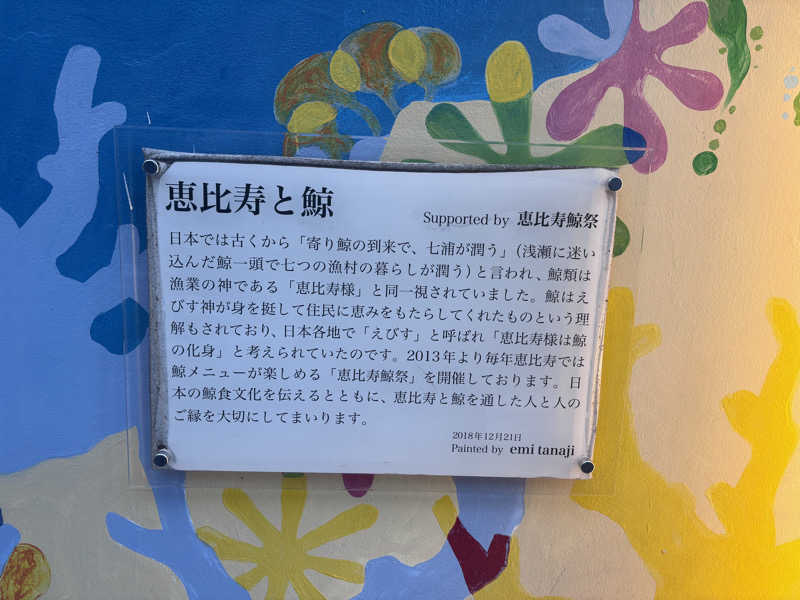 恵比寿と鯨
Supported by 恵比寿鯨祭
日本では古くから「寄り鯨の到来で、七浦が潤う」（浅瀬に迷い
込んだ鯨一頭で七つの漁村の暮らしが潤う）と言われ、鯨類は
漁業の神である「恵比寿様」と同一視されていました。鯨はえ
びす神が身を挺して住民に恵みをもたらしてくれたものという理
解もされており、日本各地で「えびす」と呼ばれ「恵比寿様は鯨
の化身」と考えられていたのです。2013年より毎年恵比寿では
鯨メニューが楽しめる「恵比寿鯨祭」を開催しております。日
本の鯨食文化を伝えるとともに、恵比寿と鯨を通した人と人の
ご縁を大切にしてまいります。
2018年12月21日
Painted by emi tanaji